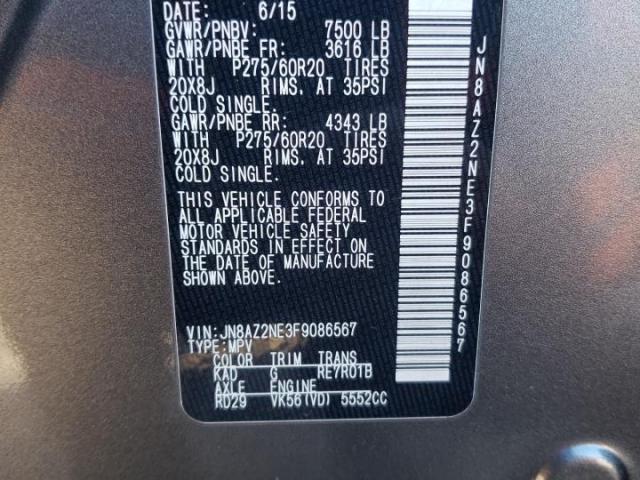 DATE: 6/15
GVWR/PNBV: 7500 LB
GAWR/PNBE FR: 3616 LB
WITH P275/60R20 TIRES
20X8J RIMS. AT 35PSI
COLD SINGLE.
GAWR/PNBE RR: 4343 LB
WITH P275/60R20 TIRES
20X8J RIMS. AT 35PSI
COLD SINGLE.
THIS VEHICLE CONFORMS TO
ALL APPLICABLE FEDERAL
MOTOR VEHICLE SAFETY
STANDARDS IN EFFECT ON
THE DATE OF MANUFACTURE
SHOWN ABOVE.
VIN:JN8AZ2NE3F9086567
TYPE:MPV
COLOR TRIM TRANS
KAD G RE7R01B
AXLE ENGINE
RD29 VK56(VD) 5552CC
JN8AZ2NE3F9086567